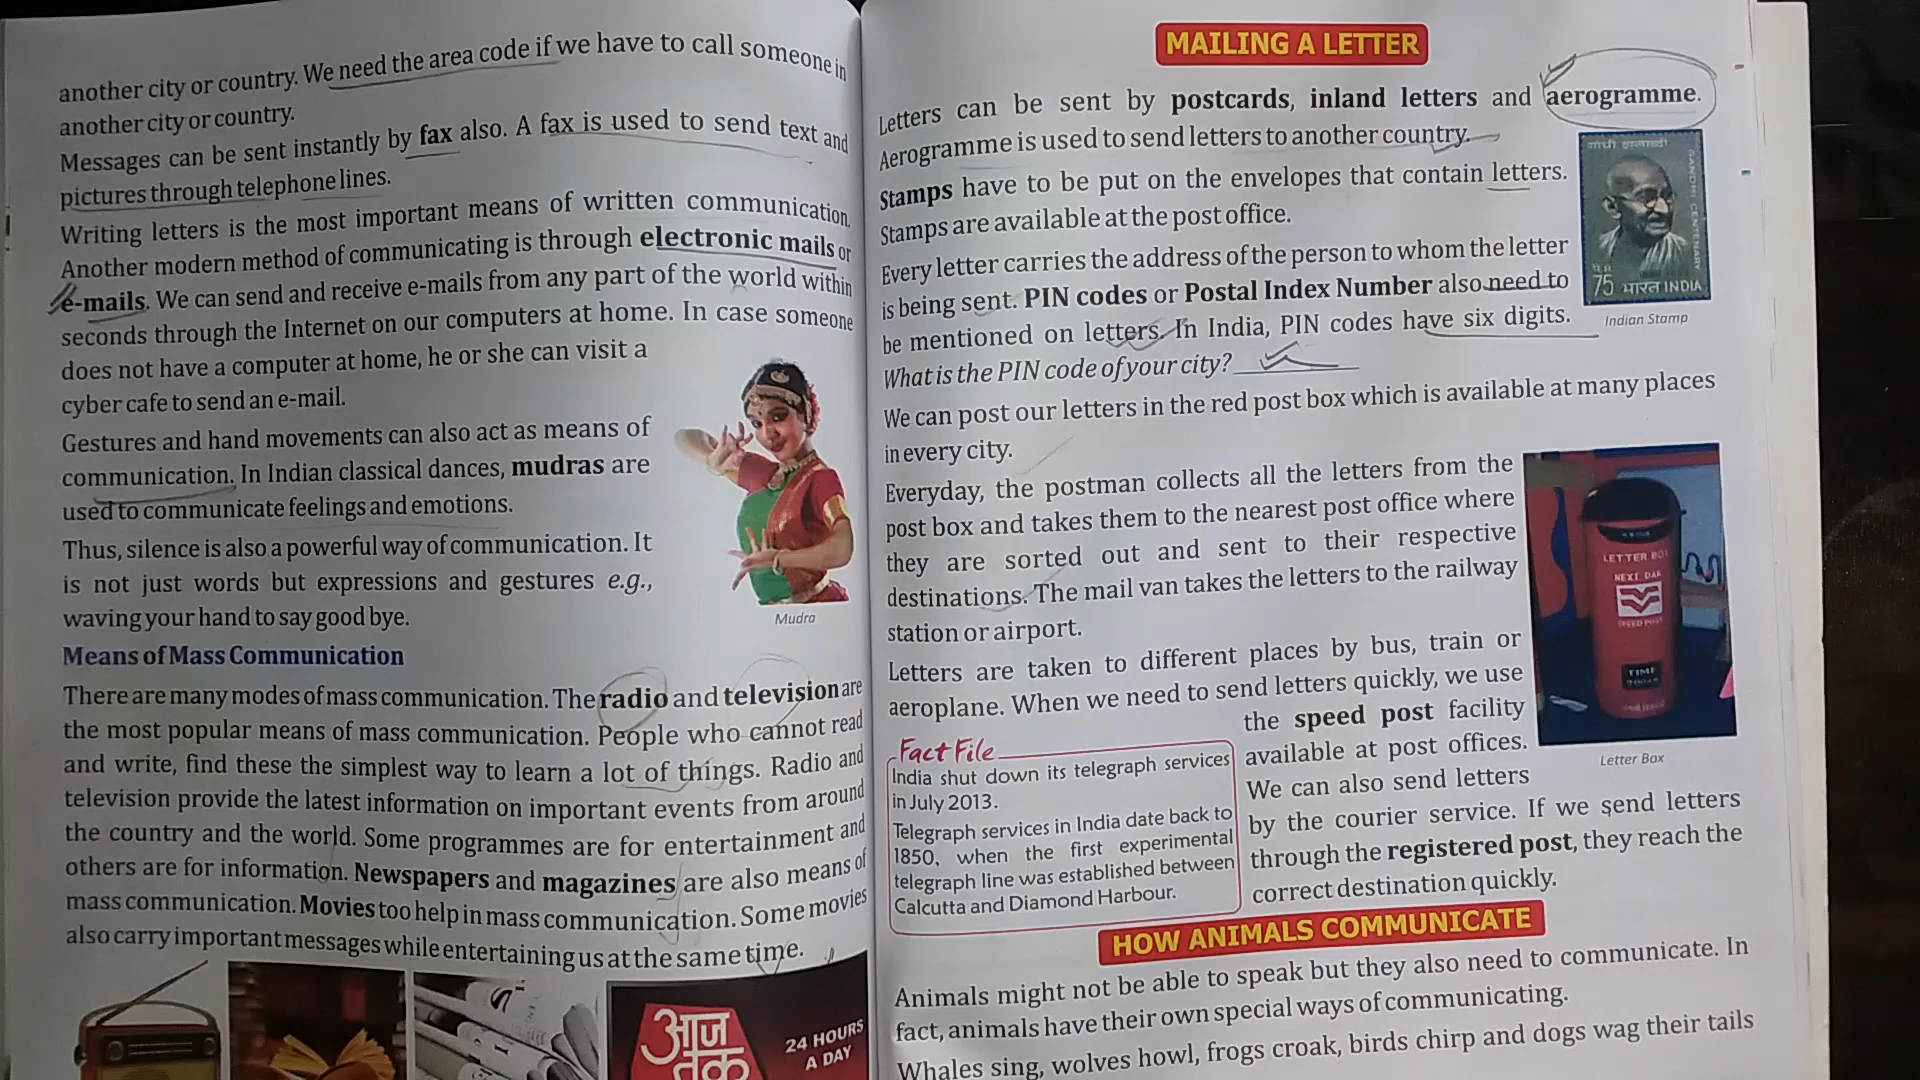 another city or country. We need the area code if we have to call someone in
another city or country.
Messages can be sent instantly by fax also. A fax is used to send text and
pictures through telephone lines.
Writing letters is the most important means of written communication.
Another modern method of communicating is through electronic mails or
e-mails. We can send and receive e-mails from any part of the world within
seconds through the Internet on our computers at home. In case someone
does not have a computer at home, he or she can visit a
cyber cafe to send an e-mail.
Gestures and hand movements can also act as means of
communication. In Indian classical dances, mudras are
used to communicate feelings and emotions.
Thus, silence is also a powerful way of communication. It
is not just words but expressions and gestures e.g.,
waving your hand to say good bye.
Mudra
Means of Mass Communication
There are many modes of mass communication. The radio and television are
the most popular means of mass communication. People who cannot read
and write, find these the simplest way to learn a lot of things. Radio and
television provide the latest information on important events from around
the country and the world. Some programmes are for entertainment and
others are for information. Newspapers and magazines are also means of
mass communication. Movies too help in mass communication. Some movies
also carry important messages while entertaining us at the same time.
आज
तक
24 HOURS
A DAY
MAILING A LETTER
Letters can be sent by postcards, inland letters and aerogramme.
Aerogramme is used to send letters to another country.
Stamps have to be put on the envelopes that contain letters.
Stamps are available at the post office.
Every letter carries the address of the person to whom the letter
is being sent. PIN codes or Postal Index Number also need to
be mentioned on letters. In India, PIN codes have six digits.
What is the PIN code of your city?
GANDHI CENTENARY
75 भारत INDIA
Indian Stamp
We can post our letters in the red post box which is available at many places
in every city.
Everyday, the postman collects all the letters from the
post box and takes them to the nearest post office where
they are sorted out and sent to their respective
destinations. The mail van takes the letters to the railway
station or airport.
Letters are taken to different places by bus, train or
aeroplane. When we need to send letters quickly, we use
the speed post facility
available at post offices.
We can also send letters
by the courier service. If we send letters
through the registered post, they reach the
correct destination quickly.
LETTER BOX
SPEED POST
TIME
Letter Box
Fact File
India shut down its telegraph services
in July 2013.
Telegraph services in India date back to
1850, when the first experimental
telegraph line was established between
Calcutta and Diamond Harbour.
HOW ANIMALS COMMUNICATE
Animals might not be able to speak but they also need to communicate. In
fact, animals have their own special ways of communicating.
Whales sing, wolves howl, frogs croak, birds chirp and dogs wag their tails